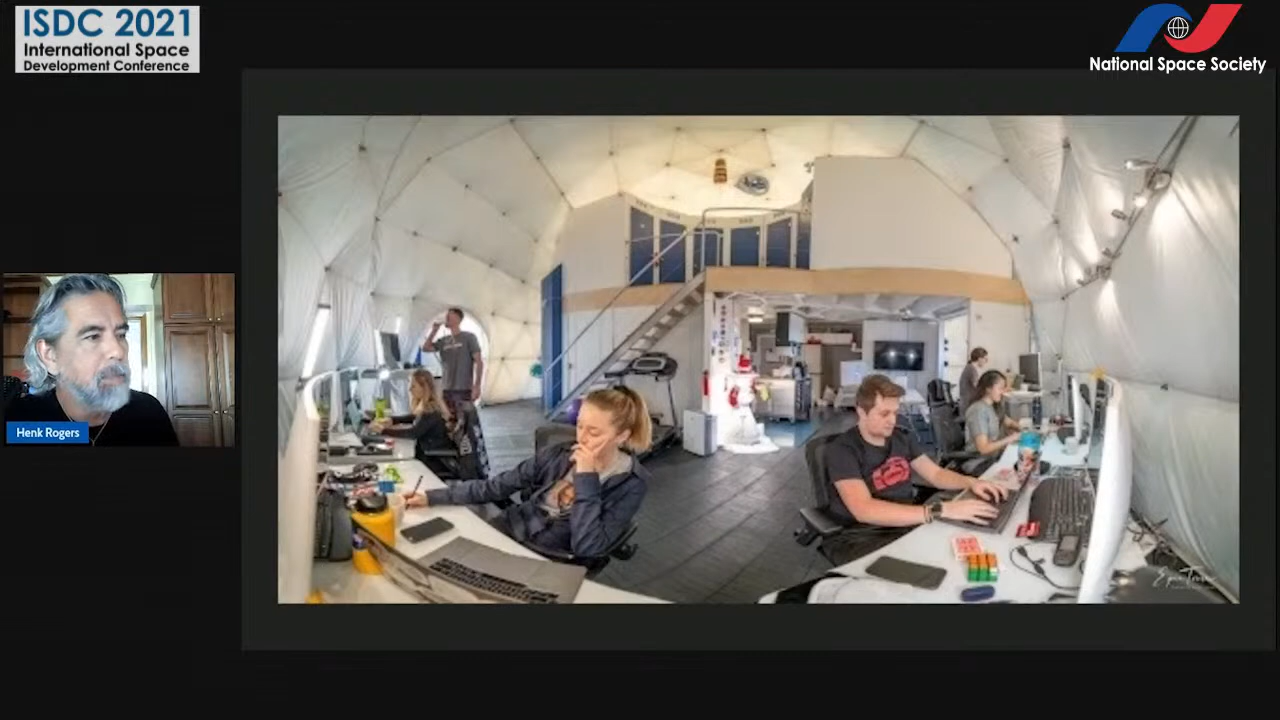 ISDC 2021
International Space
Development Conference
National Space Society
Henk Rogers